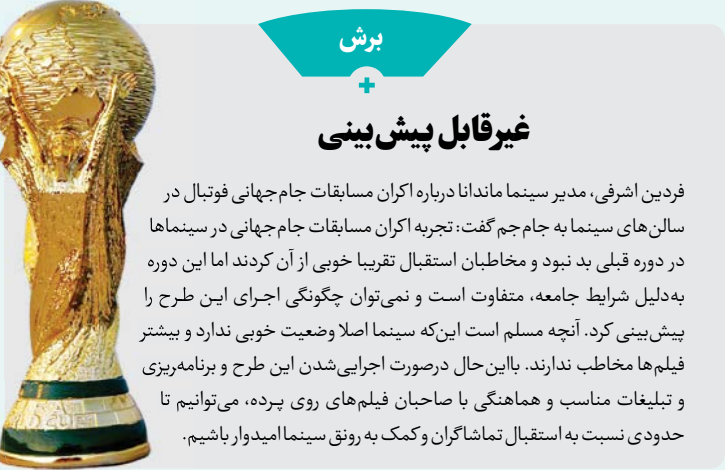 برش
+
غیرقابل پیش‌بینی
فردین اشرفی، مدیر سینما ماندانا درباره اکران مسابقات جام‌جهانی فوتبال در
سالن‌های سینما به جام‌جم گفت: تجربه اکران مسابقات جام‌جهانی در سینماها
در دوره قبلی بد نبود و مخاطبان استقبال تقریبا خوبی از آن کردند اما این دوره
به‌دلیل شرایط جامعه، متفاوت است و نمی‌توان چگونگی اجرای این طرح را
پیش‌بینی کرد. آنچه مسلم است این‌که سینما اصلا وضعیت خوبی ندارد و بیشتر
فیلم‌ها مخاطب ندارند. بااین‌حال درصورت اجرایی‌شدن این طرح و برنامه‌ریزی
و تبلیغات مناسب و هماهنگی با صاحبان فیلم‌های روی پرده، می‌توانیم تا
حدودی نسبت به استقبال تماشاگران و کمک به رونق سینما امیدوار باشیم.